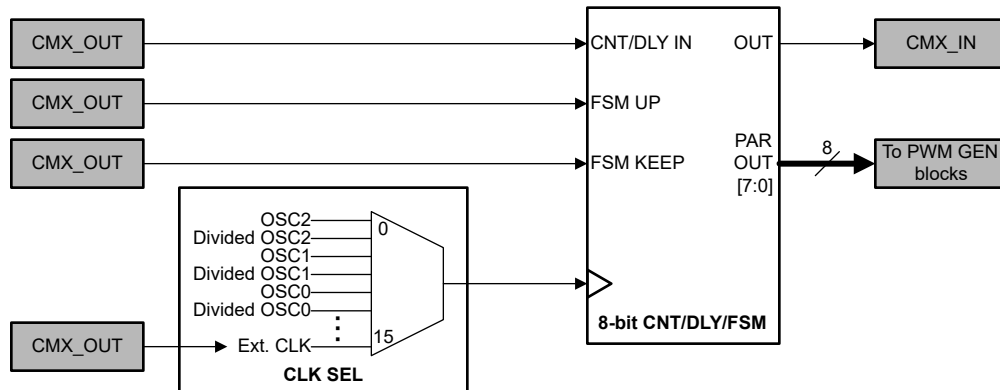 CMX_OUT
CNT/DLY IN
OUT
CMX_IN
CMX_OUT
FSM UP
CMX_OUT
FSM KEEP
PAR
OUT
[7:0]
8
To PWM GEN
blocks
OSC2
0
Divided OSC2
OSC1
Divided OSC1
OSC0
Divided OSC0
15
CMX_OUT
Ext. CLK
CLK SEL
8-bit CNT/DLY/FSM